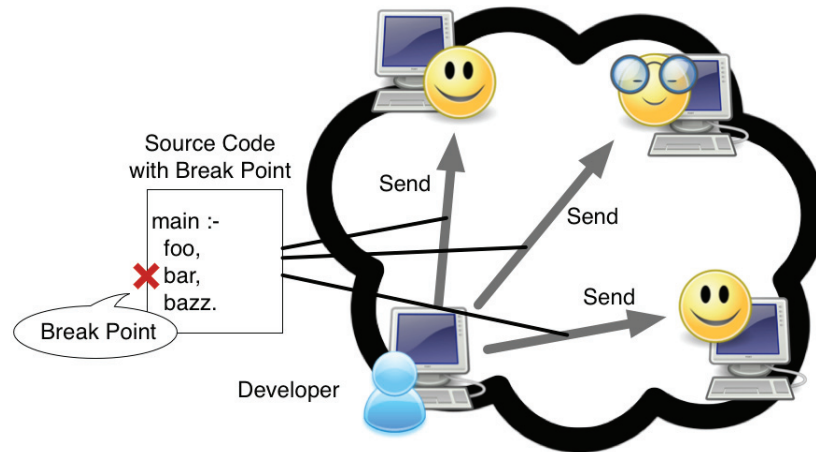 Source Code
with Break Point
main :-
foo,
bar,
bazz.
Break Point
Send
Send
Send
Developer